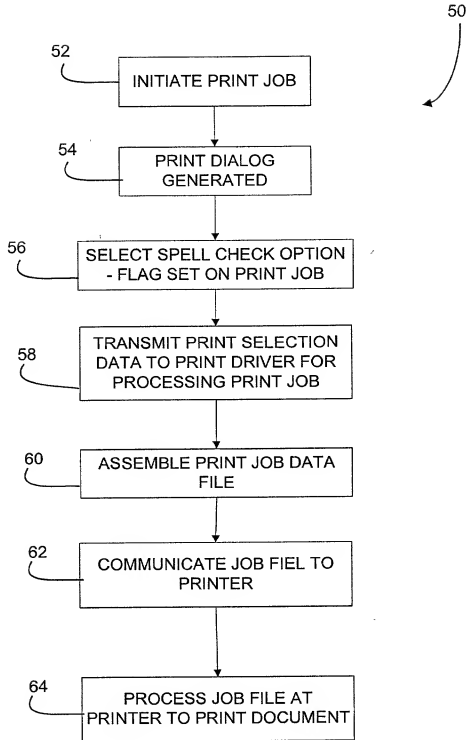 50
52
INITIATE PRINT JOB
54
PRINT DIALOG
GENERATED
56
SELECT SPELL CHECK OPTION
- FLAG SET ON PRINT JOB
58
TRANSMIT PRINT SELECTION
DATA TO PRINT DRIVER FOR
PROCESSING PRINT JOB
60
ASSEMBLE PRINT JOB DATA
FILE
62
COMMUNICATE JOB FIEL TO
PRINTER
64
PROCESS JOB FILE AT
PRINTER TO PRINT DOCUMENT